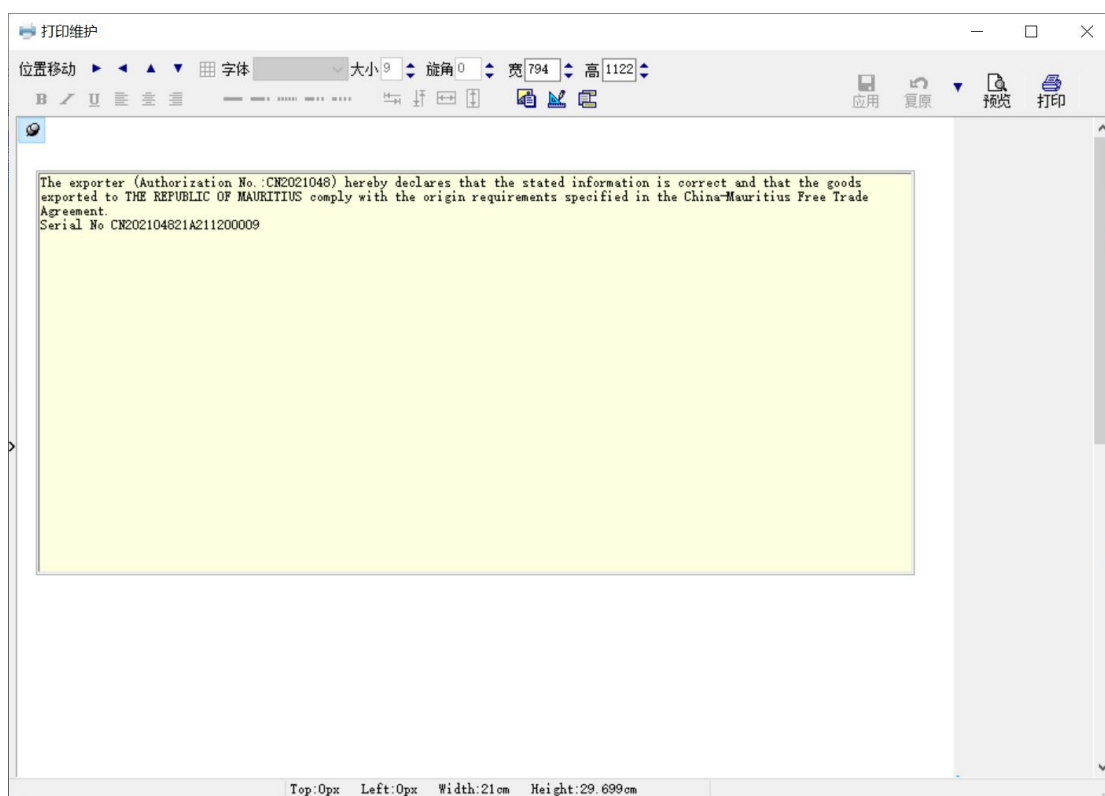 打印维护
位置移动 字体 大小 9 旋角 0 宽 794 高 1122
B I U 应用 复原 预览 打印
The exporter (Authorization No.:CN2021048) hereby declares that the stated information is correct and that the goods
exported to THE REPUBLIC OF MAURITIUS comply with the origin requirements specified in the China-Mauritius Free Trade
Agreement.
Serial No CN202104821A211200009
Top:0px Left:0px Width:21cm Height:29.699cm